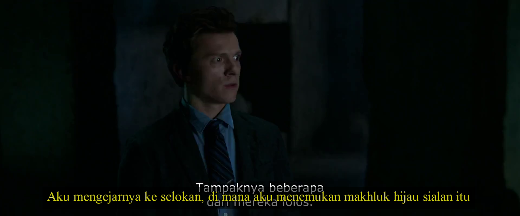 Tampaknya beberapa
Aku mengejarnya ke selokan, di mana aku menemukan makhluk hijau sialan itu
dari mereka lolos.